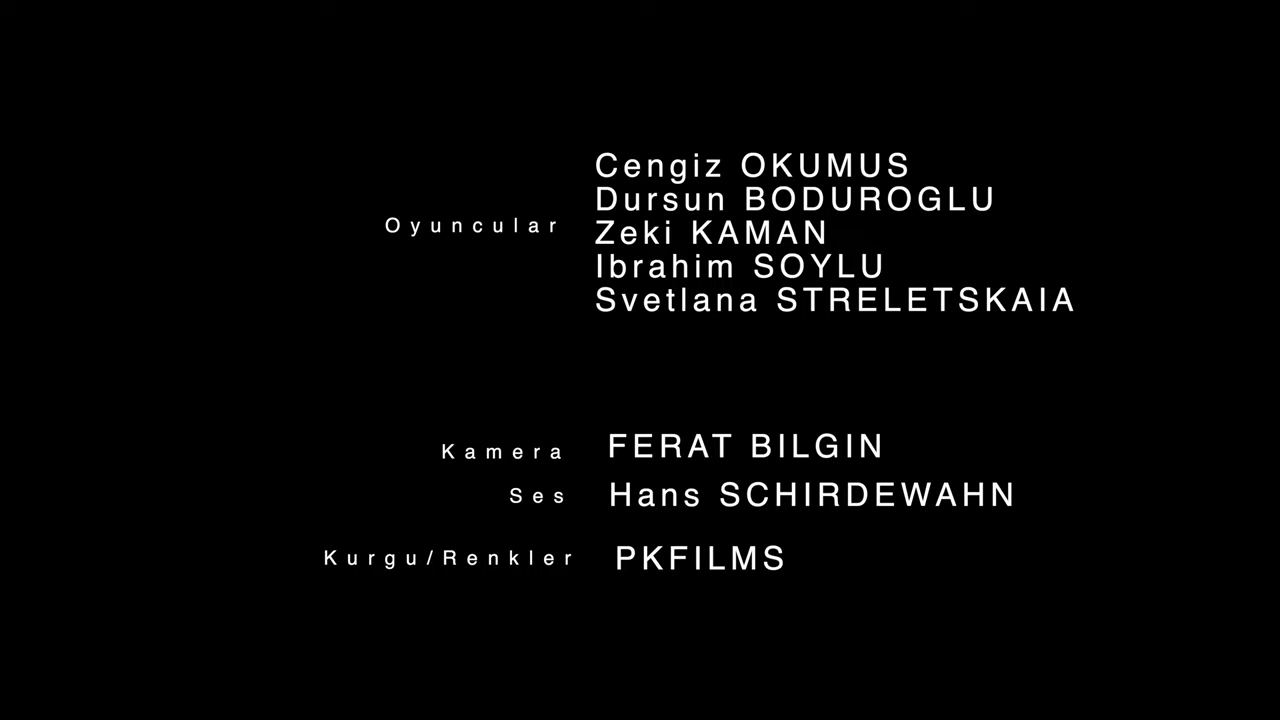 Cengiz OKUMUS
Dursun BODUROGLU
Oyuncular
Zeki KAMAN
Ibrahim SOYLU
Svetlana STRELETSKAIA
Kamera FERAT BILGIN
Ses Hans SCHIRDEWAHN
Kurgu/Renkler PKFILMS